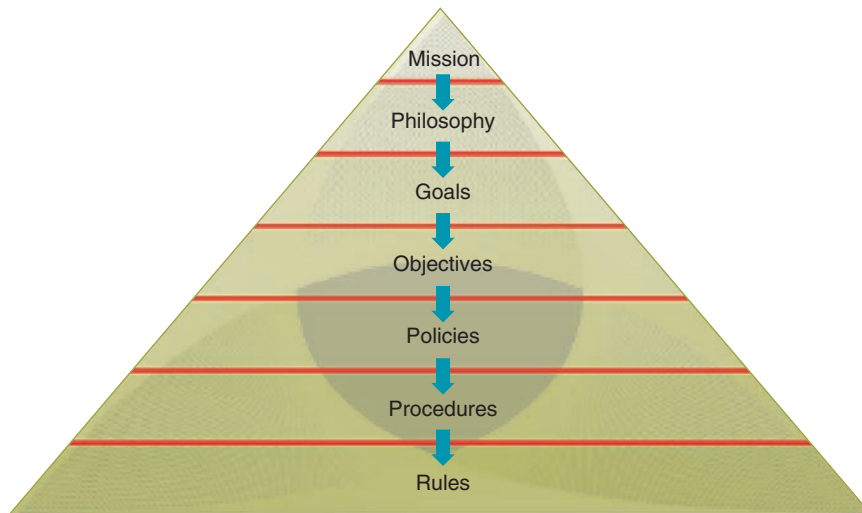 Mission
Philosophy
Goals
Objectives
Policies
Procedures
Rules